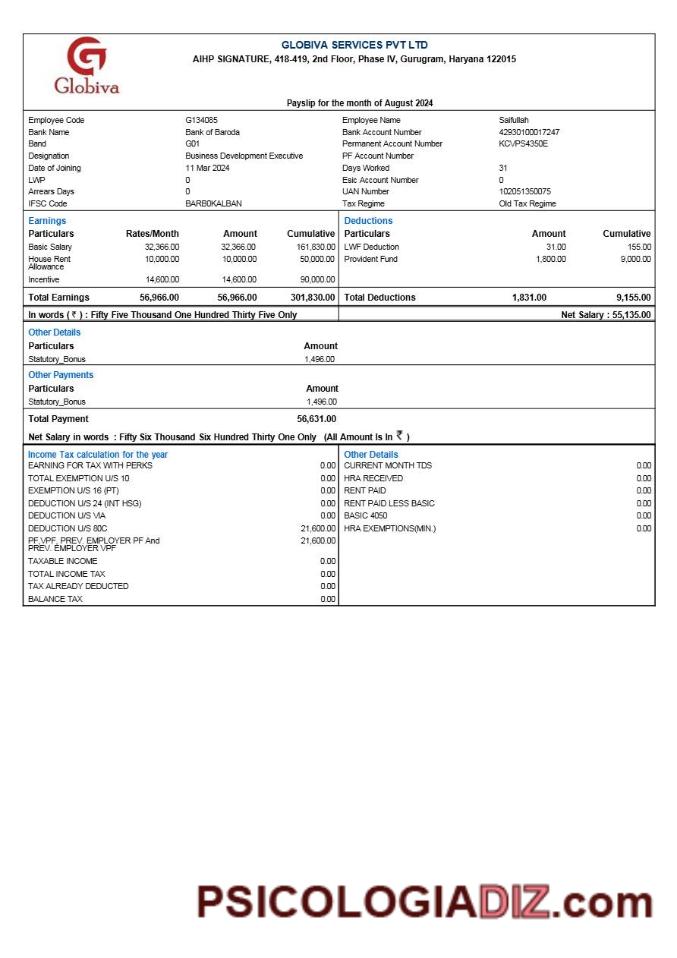 GLOBIVA SERVICES PVT LTD
AIHP SIGNATURE, 418-419, 2nd Floor, Phase IV, Gurugram, Haryana 122015
Globiva
Payslip for the month of August 2024
Employee Code G134085 Employee Name Saifullah
Bank Name Bank of Baroda Bank Account Number 42930100017247
Band G01 Permanent Account Number KCVPS4350E
Designation Business Development Executive PF Account Number
Date of Joining 11 Mar 2024 Days Worked 31
LWP 0 Esic Account Number 0
Arrears Days 0 UAN Number 102051350075
IFSC Code BARB0KALBAN Tax Regime Old Tax Regime
Earnings Deductions
Particulars Rates/Month Amount Cumulative Particulars Amount Cumulative
Basic Salary 32,366.00 32,366.00 161,830.00 LWF Deduction 31.00 155.00
House Rent Allowance 10,000.00 10,000.00 50,000.00 Provident Fund 1,800.00 9,000.00
Incentive 14,600.00 14,600.00 90,000.00
Total Earnings 56,966.00 56,966.00 301,830.00 Total Deductions 1,831.00 9,155.00
In words ( ₹ ) : Fifty Five Thousand One Hundred Thirty Five Only Net Salary : 55,135.00
Other Details
Particulars Amount
Statutory_Bonus 1,496.00
Other Payments
Particulars Amount
Statutory_Bonus 1,496.00
Total Payment 56,631.00
Net Salary in words : Fifty Six Thousand Six Hundred Thirty One Only (All Amount Is In ₹ )
Income Tax calculation for the year Other Details
EARNING FOR TAX WITH PERKS 0.00 CURRENT MONTH TDS 0.00
TOTAL EXEMPTION U/S 10 0.00 HRA RECEIVED 0.00
EXEMPTION U/S 16 (PT) 0.00 RENT PAID 0.00
DEDUCTION U/S 24 (INT HSG) 0.00 RENT PAID LESS BASIC 0.00
DEDUCTION U/S VIA 0.00 BASIC 4050 0.00
DEDUCTION U/S 80C 21,600.00 HRA EXEMPTIONS(MIN.) 0.00
PF,VPF, PREV. EMPLOYER PF And 21,600.00
PREV. EMPLOYER VPF
TAXABLE INCOME 0.00
TOTAL INCOME TAX 0.00
TAX ALREADY DEDUCTED 0.00
BALANCE TAX 0.00
PSICOLOGIADIZ.com